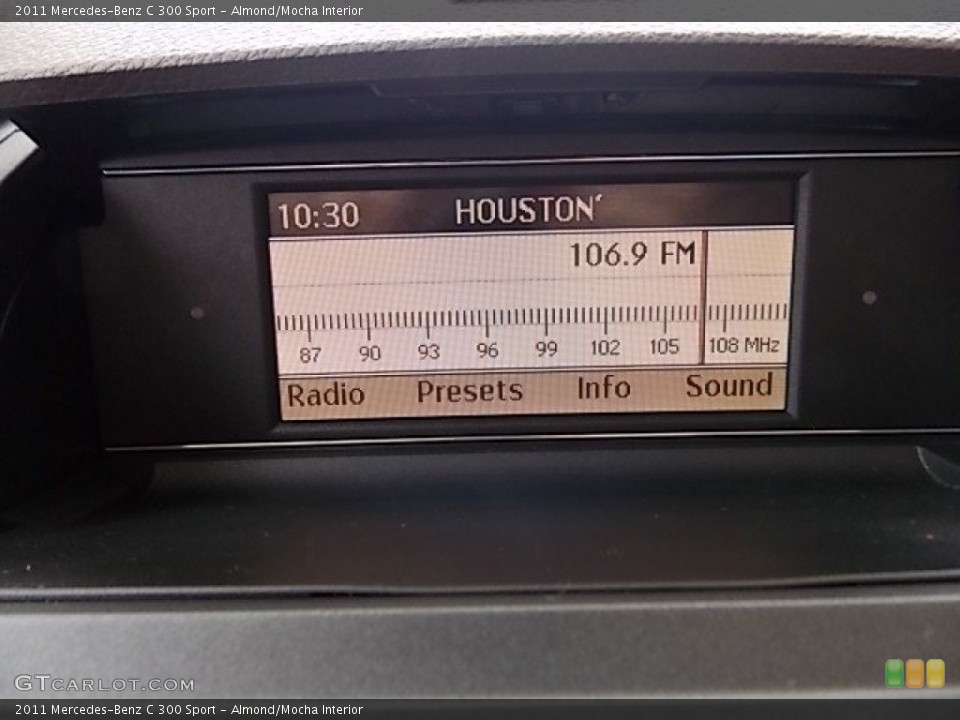 2011 Mercedes-Benz C 300 Sport - Almond/Mocha Interior
10:30 HOUSTON'
106.9 FM
87 90 93 96 99 102 105 108 MHz
Radio Presets Info Sound
GTCARLOT.COM
2011 Mercedes-Benz C 300 Sport - Almond/Mocha Interior